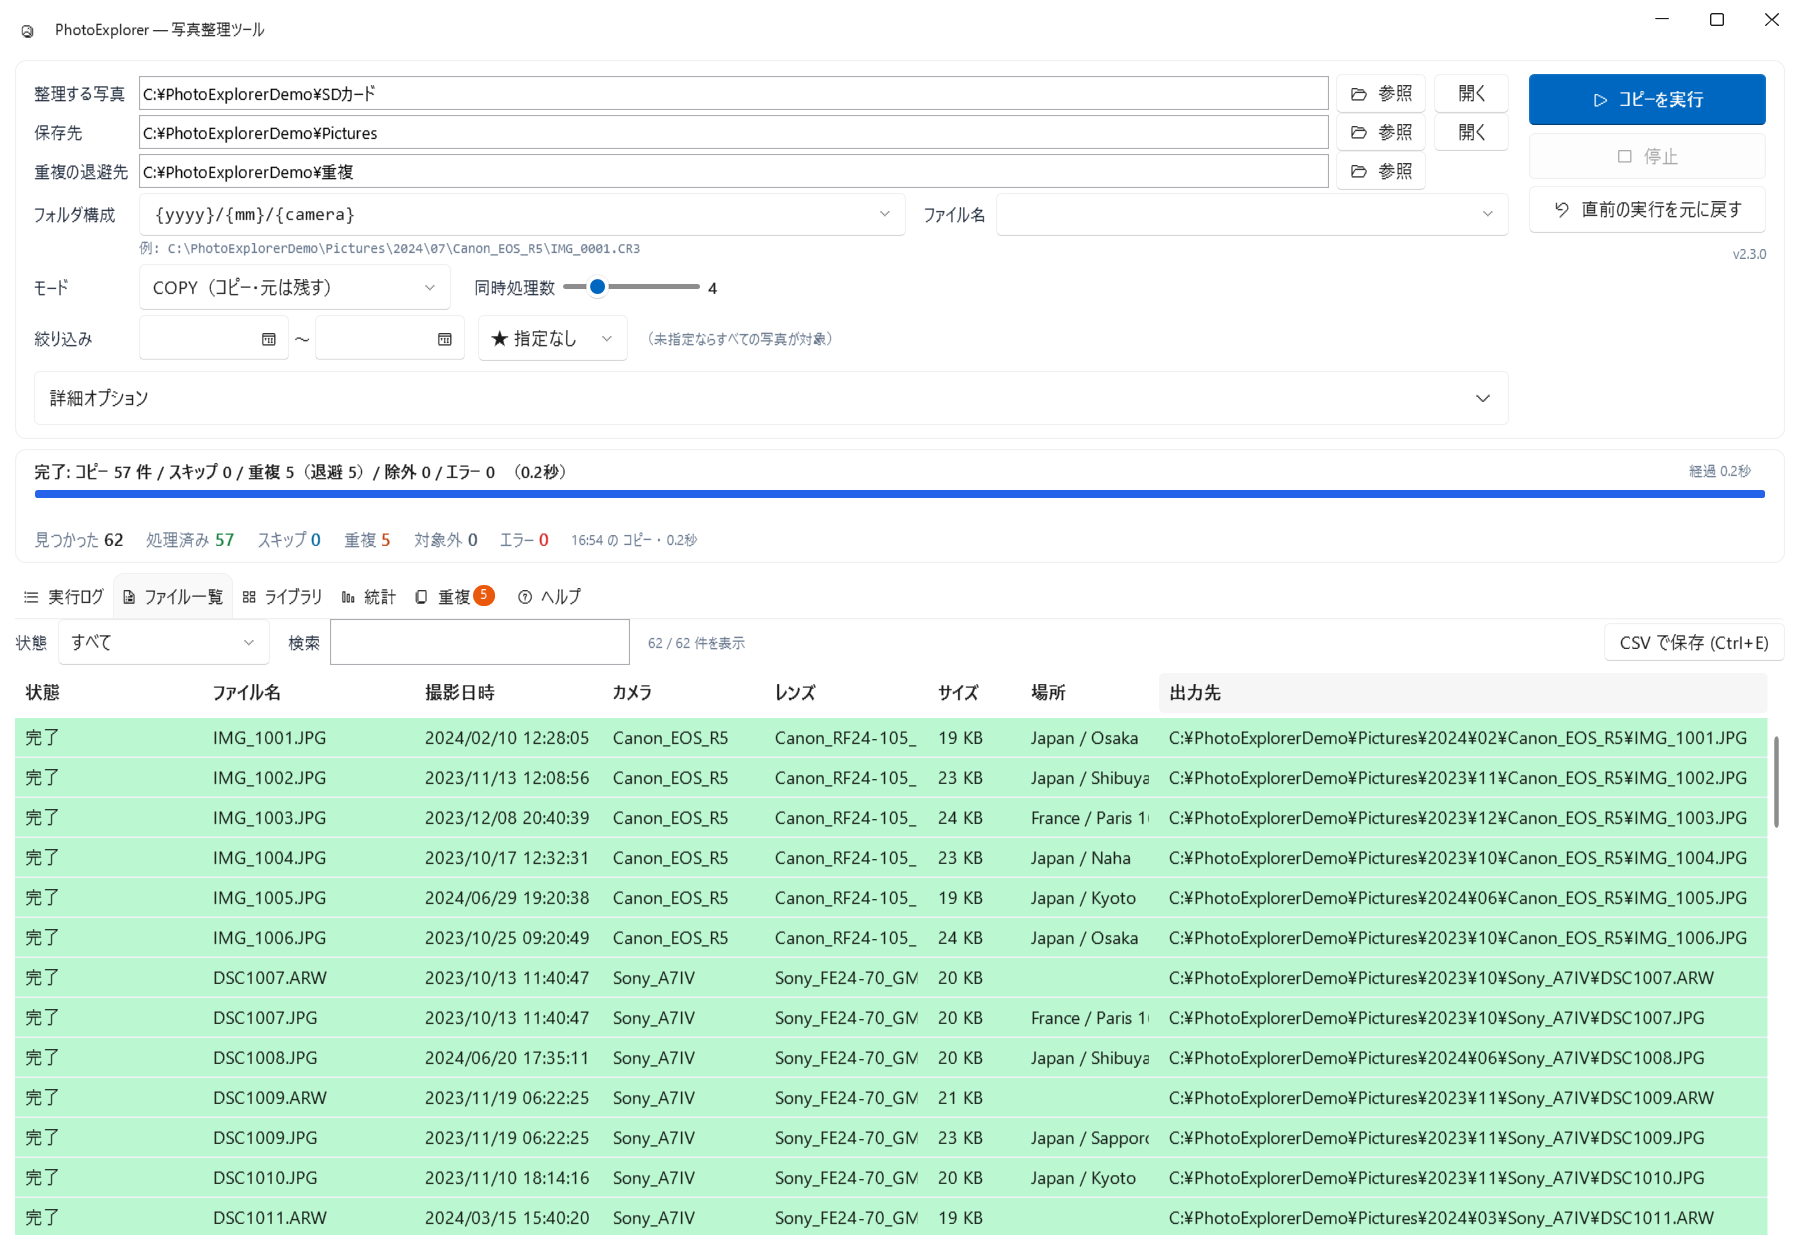 PhotoExplorer — 写真整理ツール
整理する写真 C:¥PhotoExplorerDemo¥SDカード 参照 開く コピーを実行
保存先 C:¥PhotoExplorerDemo¥Pictures 参照 開く
重複の退避先 C:¥PhotoExplorerDemo¥重複 参照 停止
フォルダ構成 {yyyy}/{mm}/{camera} ファイル名 直前の実行を元に戻す
例: C:\PhotoExplorerDemo\Pictures\2024\07\Canon_EOS_R5\IMG_0001.CR3 v2.3.0
モード COPY（コピー・元は残す） 同時処理数 4
絞り込み ～ ★ 指定なし （未指定ならすべての写真が対象）
詳細オプション
完了: コピー 57 件 / スキップ 0 / 重複 5（退避 5）/ 除外 0 / エラー 0 （0.2秒） 経過 0.2秒
見つかった 62 処理済み 57 スキップ 0 重複 5 対象外 0 エラー 0 16:54 の コピー・0.2秒
実行ログ ファイル一覧 ライブラリ 統計 重複 5 ヘルプ
状態 すべて 検索 62 / 62 件を表示 CSV で保存 (Ctrl+E)
状態 ファイル名 撮影日時 カメラ レンズ サイズ 場所 出力先
完了 IMG_1001.JPG 2024/02/10 12:28:05 Canon_EOS_R5 Canon_RF24-105_ 19 KB Japan / Osaka C:¥PhotoExplorerDemo¥Pictures¥2024¥02¥Canon_EOS_R5¥IMG_1001.JPG
完了 IMG_1002.JPG 2023/11/13 12:08:56 Canon_EOS_R5 Canon_RF24-105_ 23 KB Japan / Shibuya C:¥PhotoExplorerDemo¥Pictures¥2023¥11¥Canon_EOS_R5¥IMG_1002.JPG
完了 IMG_1003.JPG 2023/12/08 20:40:39 Canon_EOS_R5 Canon_RF24-105_ 24 KB France / Paris 1 C:¥PhotoExplorerDemo¥Pictures¥2023¥12¥Canon_EOS_R5¥IMG_1003.JPG
完了 IMG_1004.JPG 2023/10/17 12:32:31 Canon_EOS_R5 Canon_RF24-105_ 23 KB Japan / Naha C:¥PhotoExplorerDemo¥Pictures¥2023¥10¥Canon_EOS_R5¥IMG_1004.JPG
完了 IMG_1005.JPG 2024/06/29 19:20:38 Canon_EOS_R5 Canon_RF24-105_ 19 KB Japan / Kyoto C:¥PhotoExplorerDemo¥Pictures¥2024¥06¥Canon_EOS_R5¥IMG_1005.JPG
完了 IMG_1006.JPG 2023/10/25 09:20:49 Canon_EOS_R5 Canon_RF24-105_ 24 KB Japan / Osaka C:¥PhotoExplorerDemo¥Pictures¥2023¥10¥Canon_EOS_R5¥IMG_1006.JPG
完了 DSC1007.ARW 2023/10/13 11:40:47 Sony_A7IV Sony_FE24-70_GM 20 KB C:¥PhotoExplorerDemo¥Pictures¥2023¥10¥Sony_A7IV¥DSC1007.ARW
完了 DSC1007.JPG 2023/10/13 11:40:47 Sony_A7IV Sony_FE24-70_GM 20 KB France / Paris 1 C:¥PhotoExplorerDemo¥Pictures¥2023¥10¥Sony_A7IV¥DSC1007.JPG
完了 DSC1008.JPG 2024/06/20 17:35:11 Sony_A7IV Sony_FE24-70_GM 20 KB Japan / Shibuya C:¥PhotoExplorerDemo¥Pictures¥2024¥06¥Sony_A7IV¥DSC1008.JPG
完了 DSC1009.ARW 2023/11/19 06:22:25 Sony_A7IV Sony_FE24-70_GM 21 KB C:¥PhotoExplorerDemo¥Pictures¥2023¥11¥Sony_A7IV¥DSC1009.ARW
完了 DSC1009.JPG 2023/11/19 06:22:25 Sony_A7IV Sony_FE24-70_GM 23 KB Japan / Sapporo C:¥PhotoExplorerDemo¥Pictures¥2023¥11¥Sony_A7IV¥DSC1009.JPG
完了 DSC1010.JPG 2023/11/10 18:14:16 Sony_A7IV Sony_FE24-70_GM 20 KB Japan / Kyoto C:¥PhotoExplorerDemo¥Pictures¥2023¥11¥Sony_A7IV¥DSC1010.JPG
完了 DSC1011.ARW 2024/03/15 15:40:20 Sony_A7IV Sony_FE24-70_GM 19 KB C:¥PhotoExplorerDemo¥Pictures¥2024¥03¥Sony_A7IV¥DSC1011.ARW